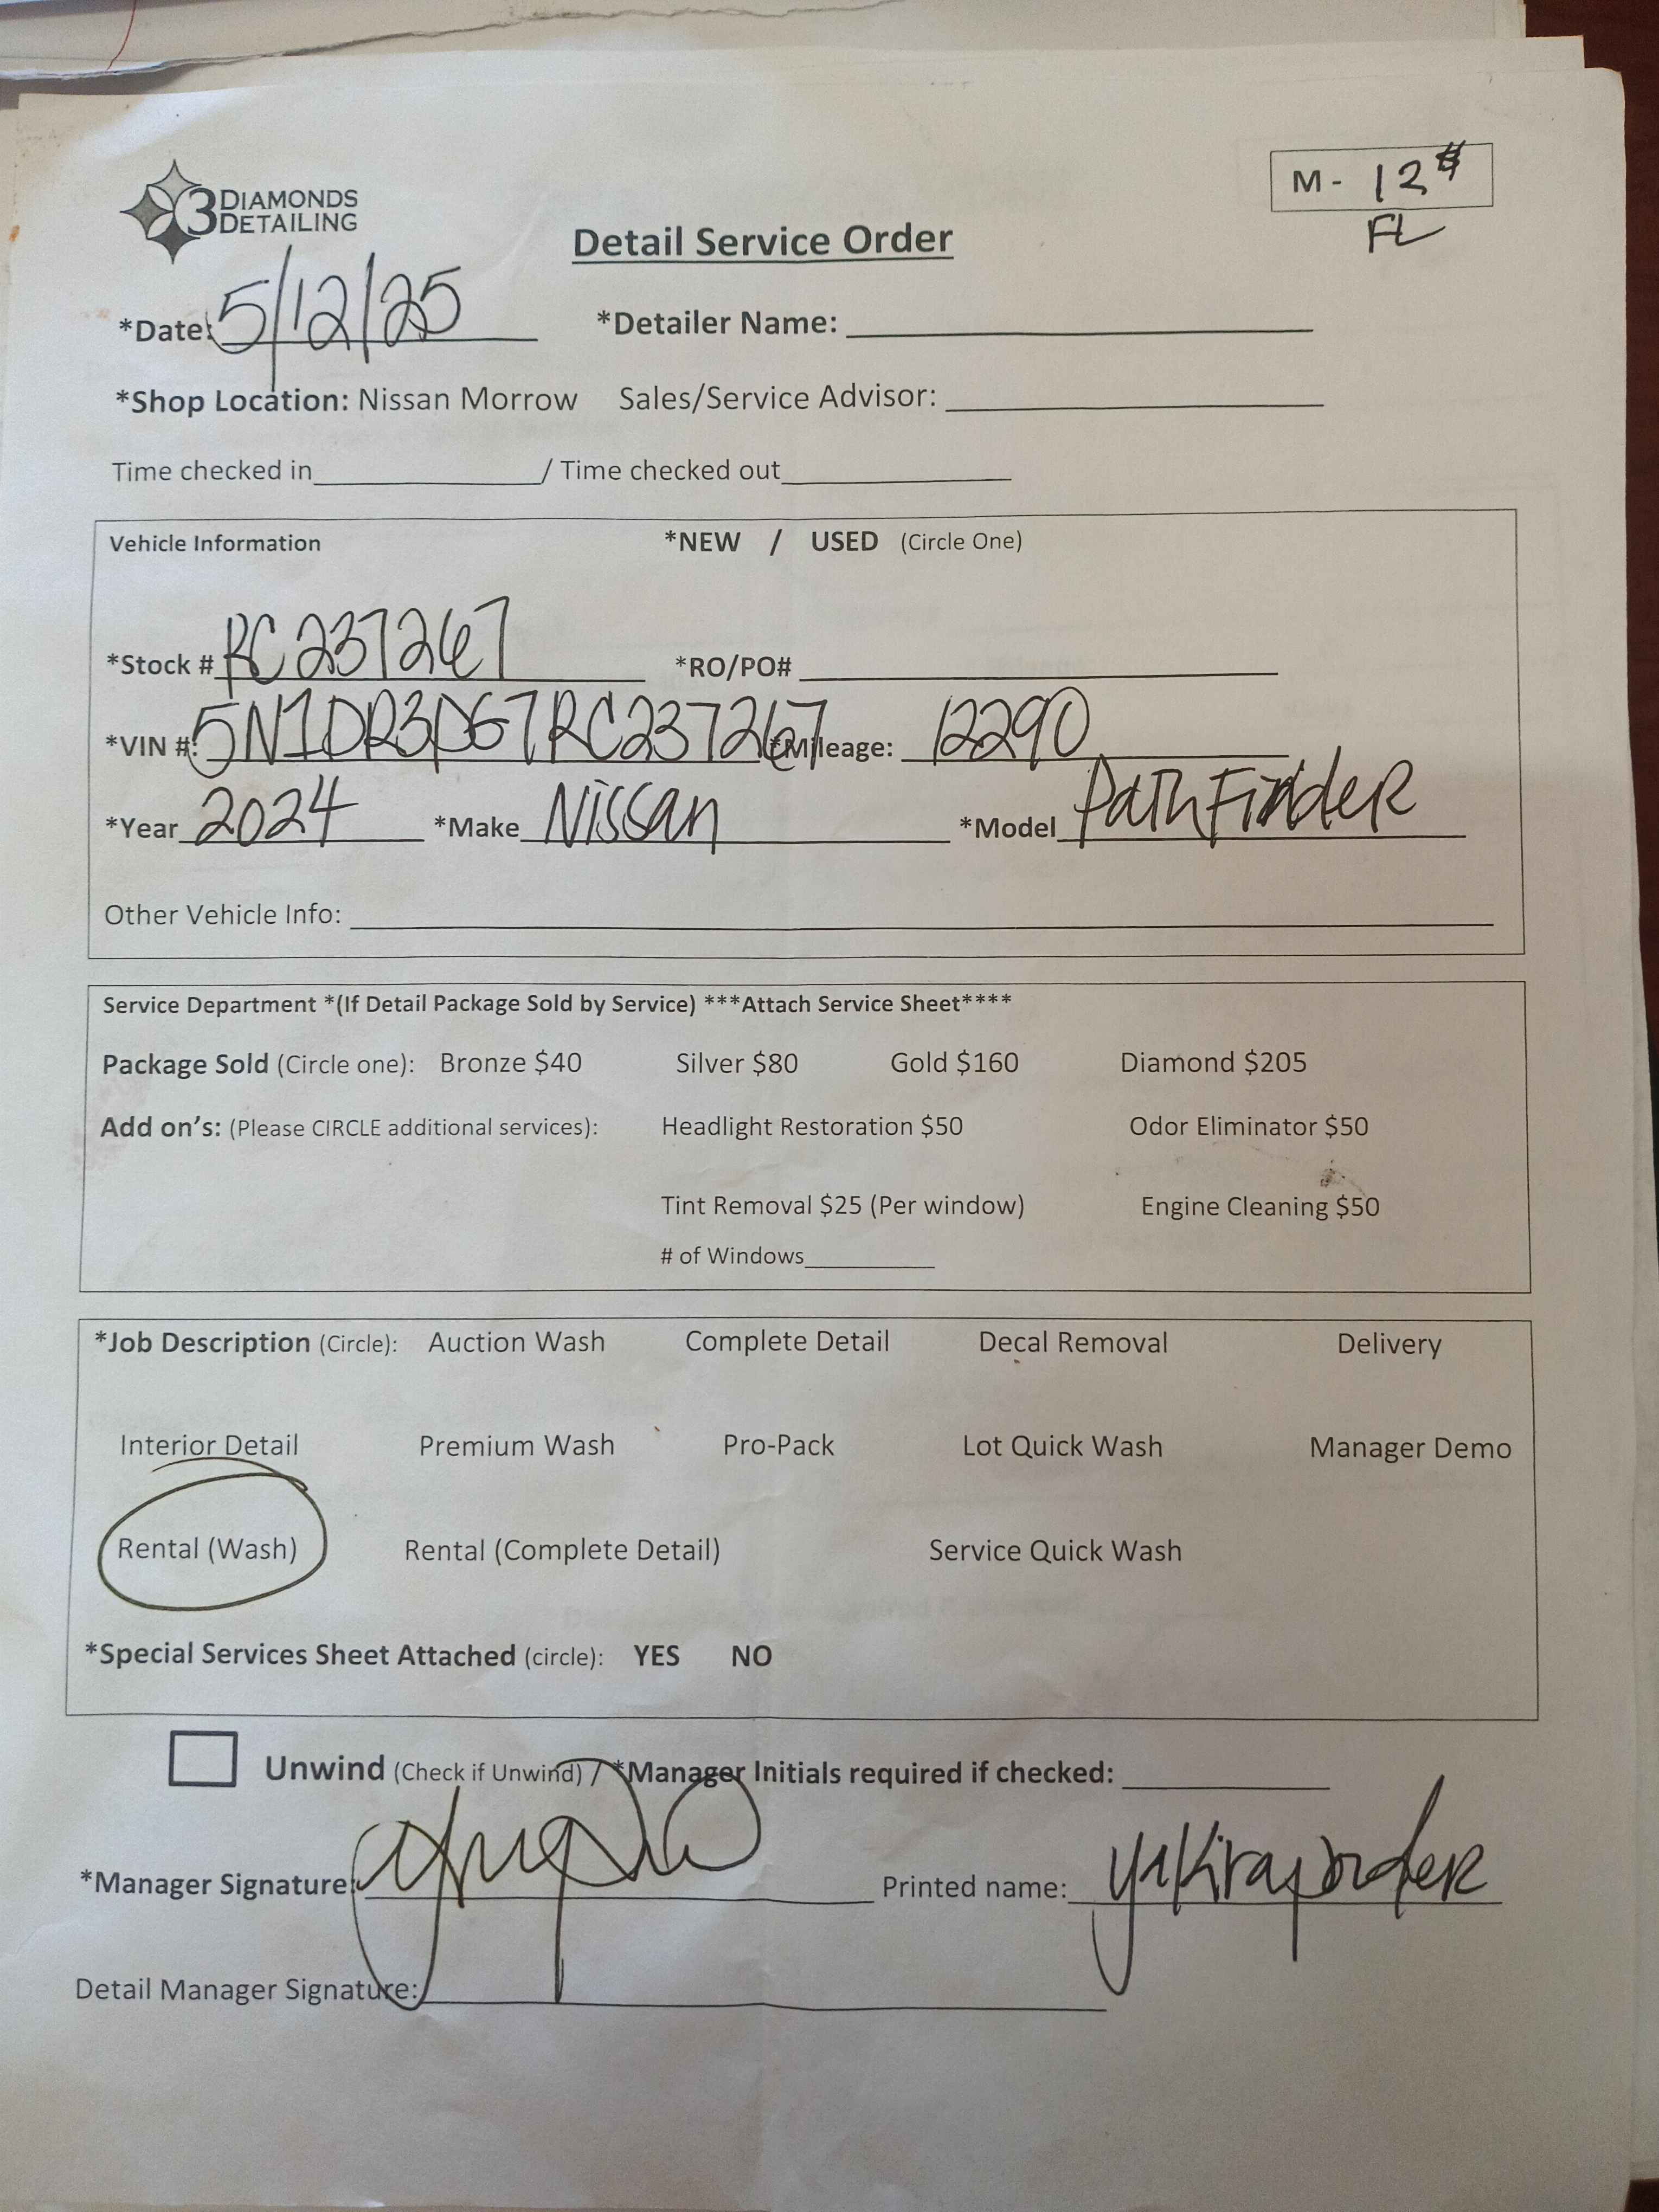 3 DIAMONDS DETAILING
M - 12
FL
Detail Service Order
*Date: 5/12/25 *Detailer Name:
*Shop Location: Nissan Morrow Sales/Service Advisor:
Time checked in / Time checked out
Vehicle Information *NEW / USED (Circle One)
*Stock # RC237267 *RO/PO#
*VIN #: 5N1DR3DG7RC237267 *Mileage: 12290
*Year 2024 *Make Nissan *Model PathFinder
Other Vehicle Info:
Service Department *(If Detail Package Sold by Service) ***Attach Service Sheet****
Package Sold (Circle one): Bronze $40 Silver $80 Gold $160 Diamond $205
Add on's: (Please CIRCLE additional services): Headlight Restoration $50 Odor Eliminator $50
Tint Removal $25 (Per window) Engine Cleaning $50
# of Windows
*Job Description (Circle): Auction Wash Complete Detail Decal Removal Delivery
Interior Detail Premium Wash Pro-Pack Lot Quick Wash Manager Demo
Rental (Wash) Rental (Complete Detail) Service Quick Wash
*Special Services Sheet Attached (circle): YES NO
Unwind (Check if Unwind) / *Manager Initials required if checked:
*Manager Signature: Printed name:
Detail Manager Signature: